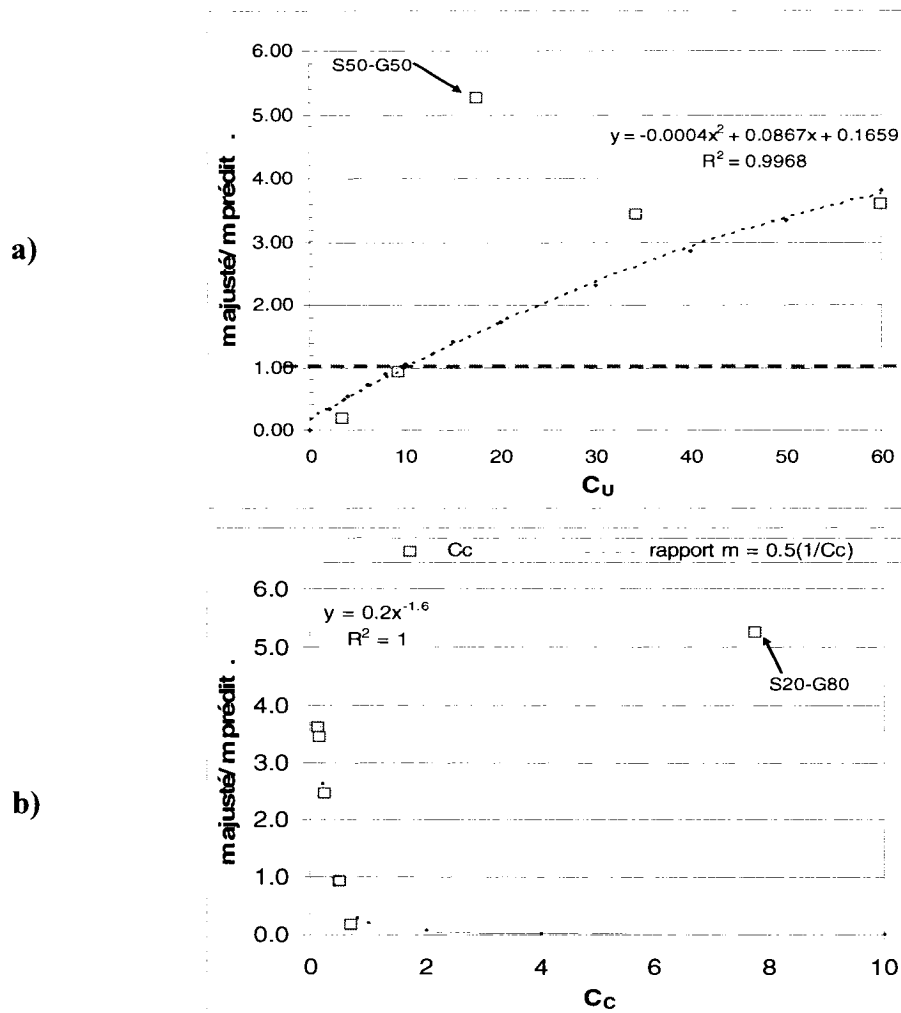 a)
6.00
S50-G50
5.00
y = -0.0004x² + 0.0867x + 0.1659
R² = 0.9968
4.00
3.00
2.00
1.00
0.00
majusté/mprédit .
0 10 20 30 40 50 60
CU
b)
Cc rapport m = 0.5(1/Cc)
6.0
y = 0.2x^-1.6
R² = 1
5.0
S20-G80
4.0
3.0
2.0
1.0
0.0
majusté/mprédit .
0 2 4 6 8 10
CC